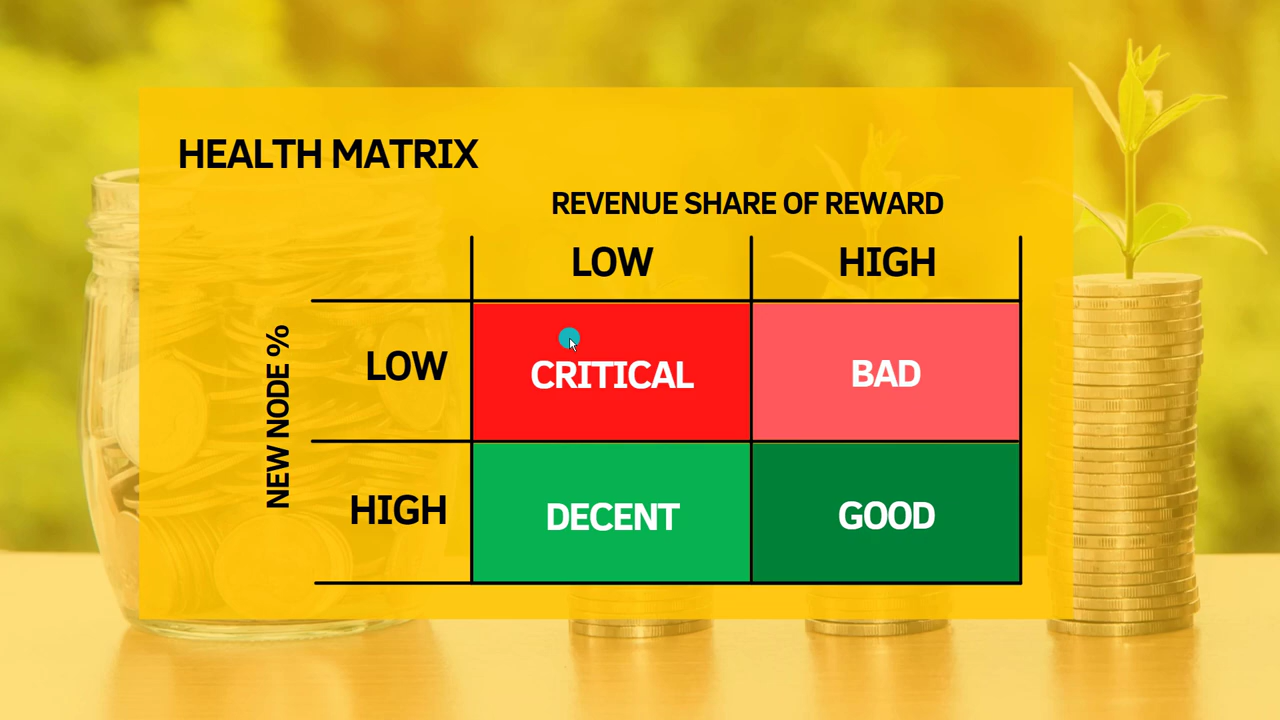 HEALTH MATRIX
REVENUE SHARE OF REWARD
LOW HIGH
NEW NODE %
LOW CRITICAL BAD
HIGH DECENT GOOD